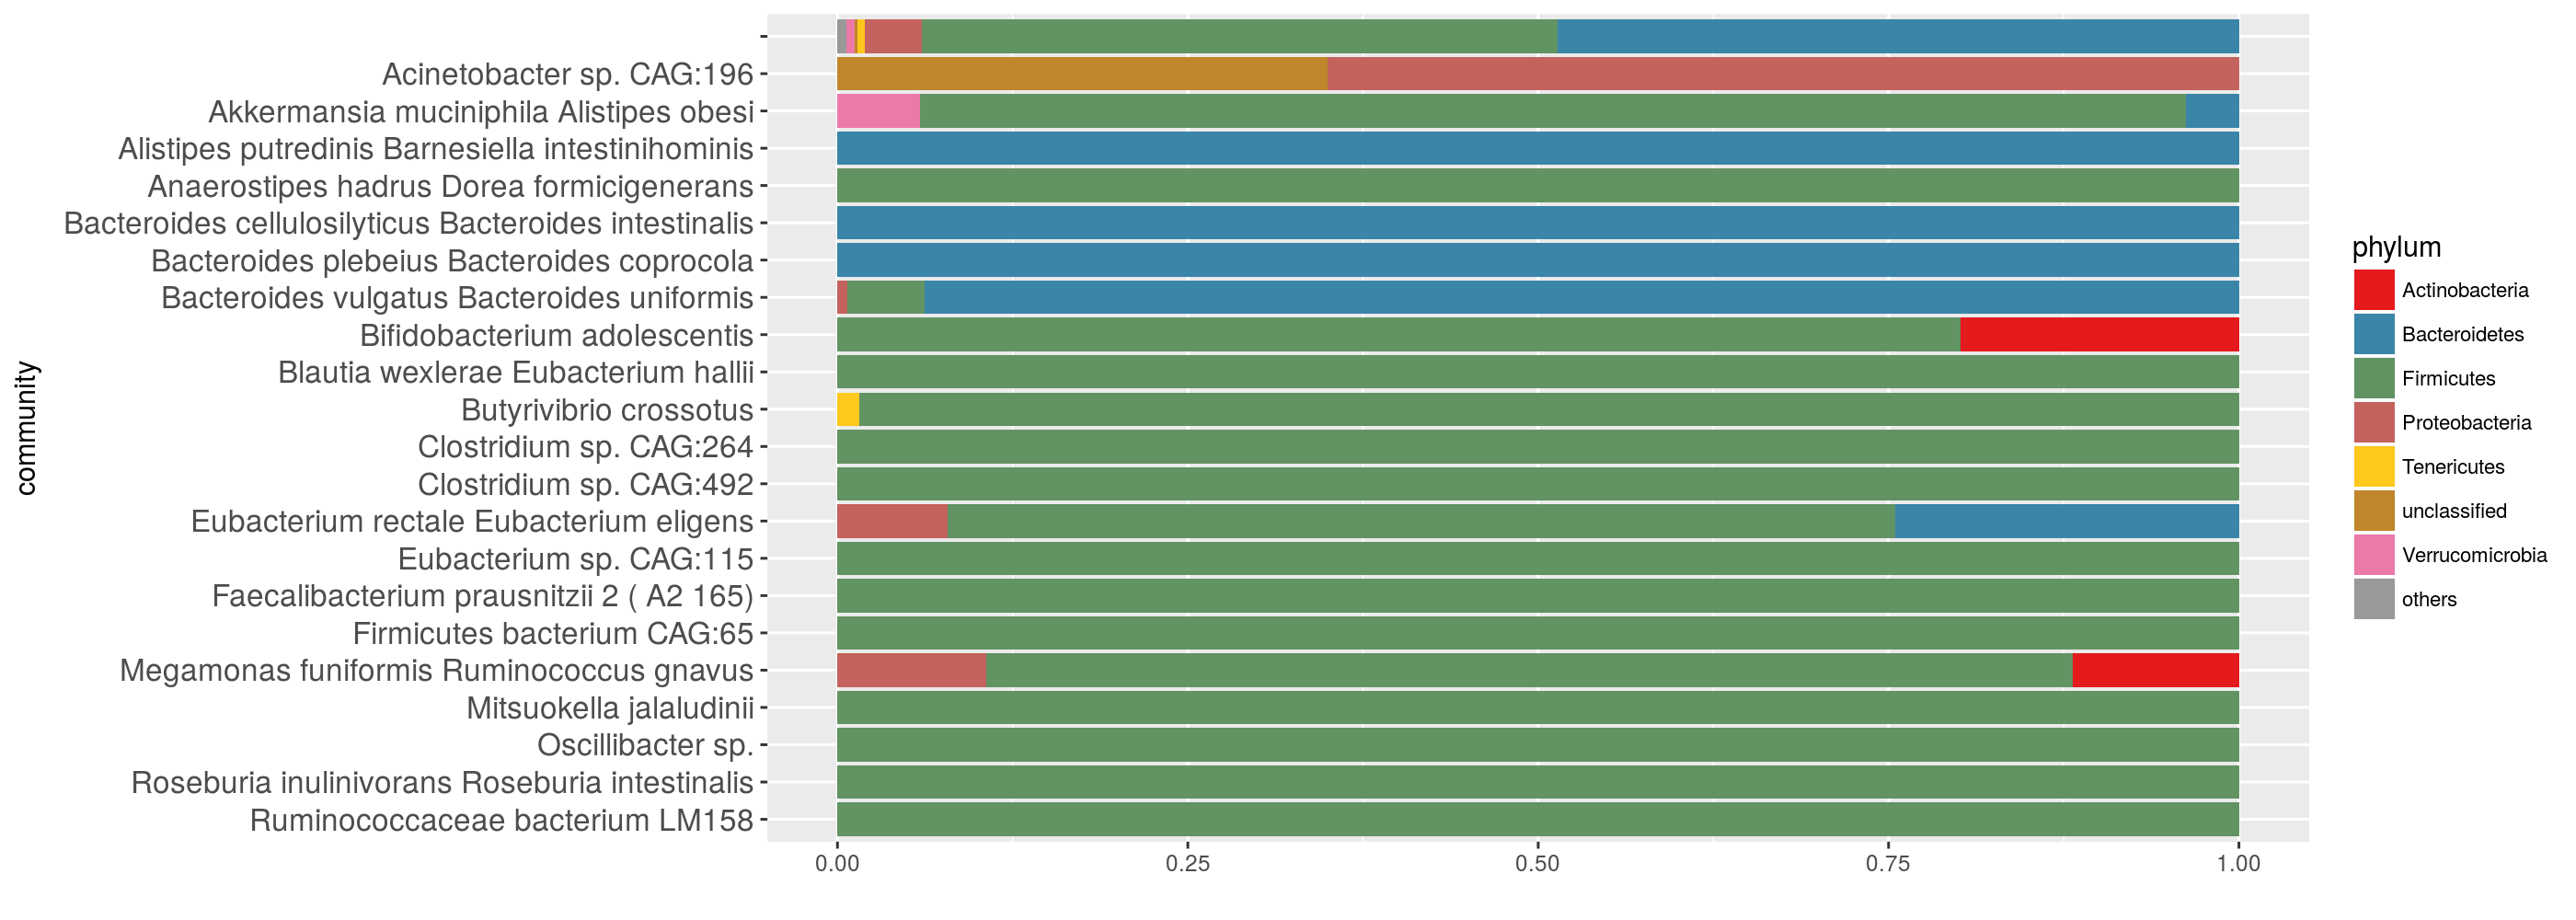 community
Acinetobacter sp. CAG:196
Akkermansia muciniphila Alistipes obesi
Alistipes putredinis Barnesiella intestinihominis
Anaerostipes hadrus Dorea formicigenerans
Bacteroides cellulosilyticus Bacteroides intestinalis
Bacteroides plebeius Bacteroides coprocola
Bacteroides vulgatus Bacteroides uniformis
Bifidobacterium adolescentis
Blautia wexlerae Eubacterium hallii
Butyrivibrio crossotus
Clostridium sp. CAG:264
Clostridium sp. CAG:492
Eubacterium rectale Eubacterium eligens
Eubacterium sp. CAG:115
Faecalibacterium prausnitzii 2 ( A2 165)
Firmicutes bacterium CAG:65
Megamonas funiformis Ruminococcus gnavus
Mitsuokella jalaludinii
Oscillibacter sp.
Roseburia inulinivorans Roseburia intestinalis
Ruminococcaceae bacterium LM158
0.00 0.25 0.50 0.75 1.00
phylum
Actinobacteria
Bacteroidetes
Firmicutes
Proteobacteria
Tenericutes
unclassified
Verrucomicrobia
others